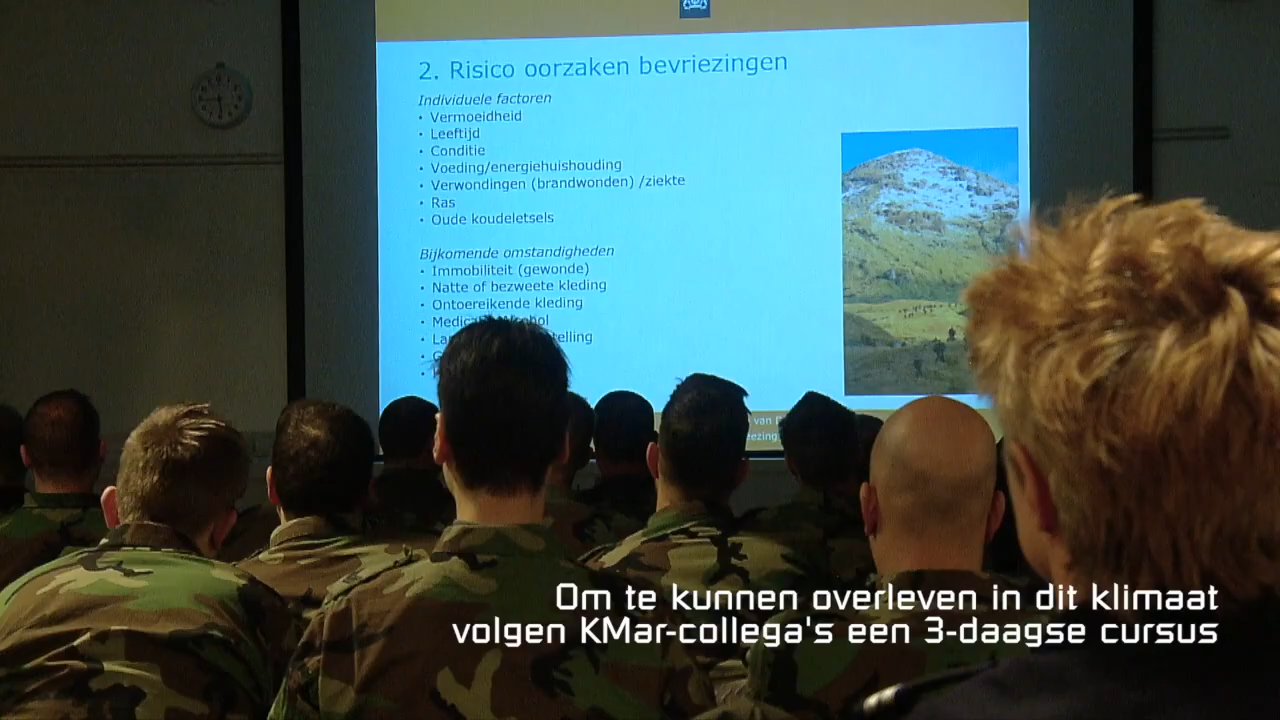 2. Risico oorzaken bevriezingen
Individuele factoren
• Vermoeidheid
• Leeftijd
• Conditie
• Voeding/energiehuishouding
• Verwondingen (brandwonden) /ziekte
• Ras
• Oude koudeletsels
Bijkomende omstandigheden
• Immobiliteit (gewonde)
• Natte of bezweete kleding
• Ontoereikende kleding
van
Om te kunnen overleven in dit klimaat
volgen KMar-collega's een 3-daagse cursus